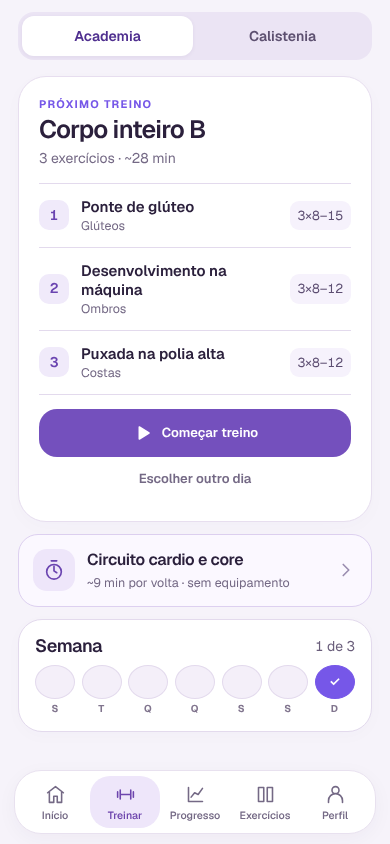 Academia
Calistenia
PRÓXIMO TREINO
Corpo inteiro B
3 exercícios · ~28 min
1
Ponte de glúteo
Glúteos
3×8–15
2
Desenvolvimento na
máquina
Ombros
3×8–12
3
Puxada na polia alta
Costas
3×8–12
Começar treino
Escolher outro dia
Circuito cardio e core
~9 min por volta · sem equipamento
Semana
1 de 3
S T Q Q S S D
Início
Treinar
Progresso
Exercícios
Perfil